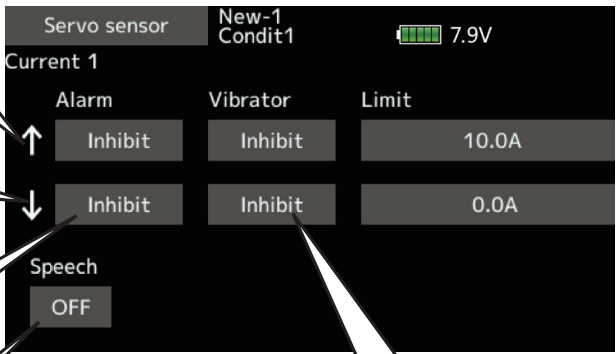 Servo sensor
New-1
Condit1
7.9V
Current 1
Alarm Vibrator Limit
↑ Inhibit Inhibit 10.0A
↓ Inhibit Inhibit 0.0A
Speech
OFF